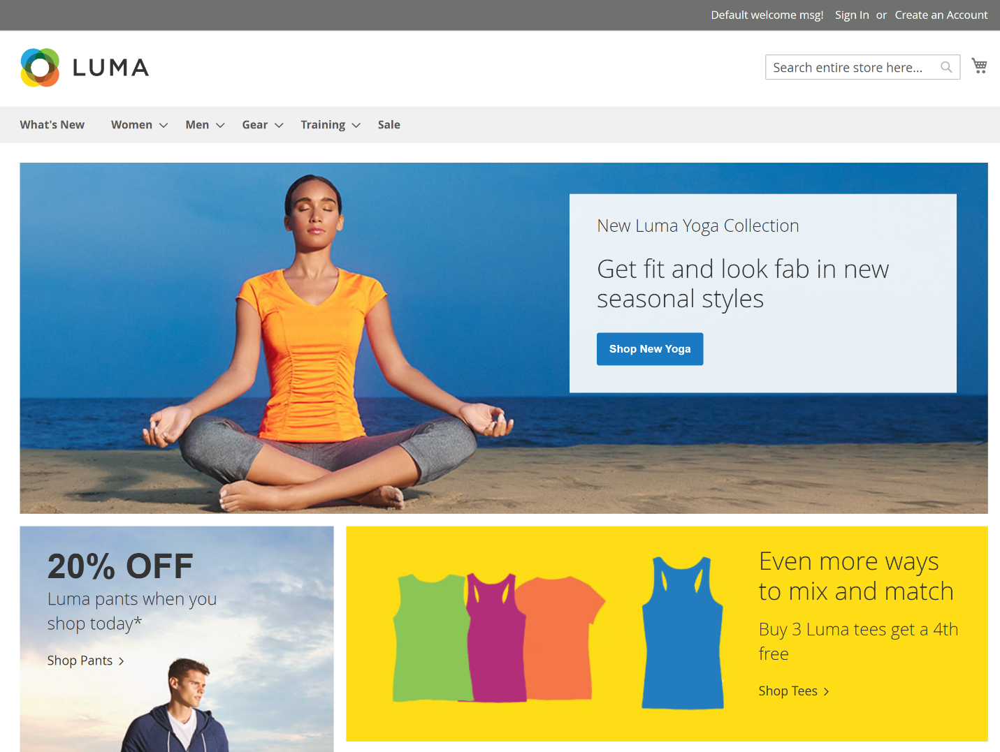 Default welcome msg! Sign In or Create an Account
LUMA
Search entire store here...
What's New Women Men Gear Training Sale
New Luma Yoga Collection
Get fit and look fab in new
seasonal styles
Shop New Yoga
20% OFF
Luma pants when you
shop today*
Shop Pants
Even more ways
to mix and match
Buy 3 Luma tees get a 4th
free
Shop Tees